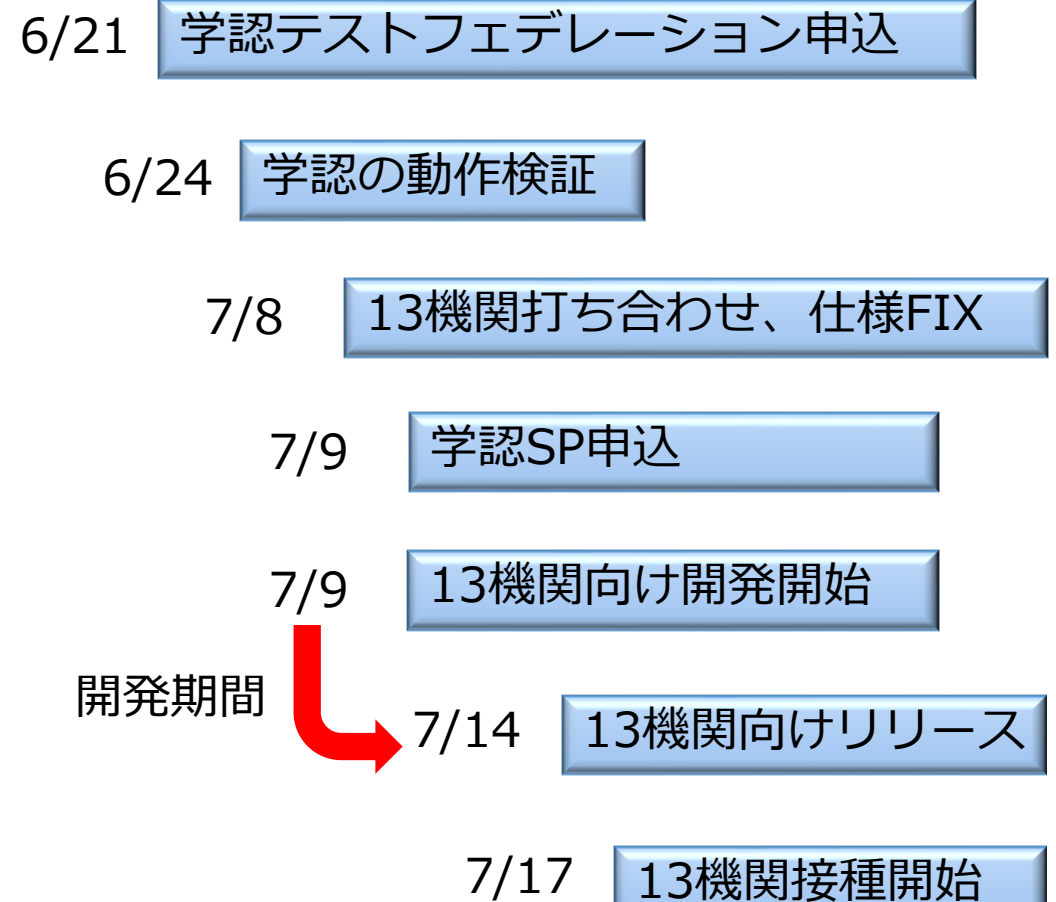 6/21 学認テストフェデレーション申込
6/24 学認の動作検証
7/8 13機関打ち合わせ、仕様FIX
7/9 学認SP申込
7/9 13機関向け開発開始
開発期間
7/14 13機関向けリリース
7/17 13機関接種開始